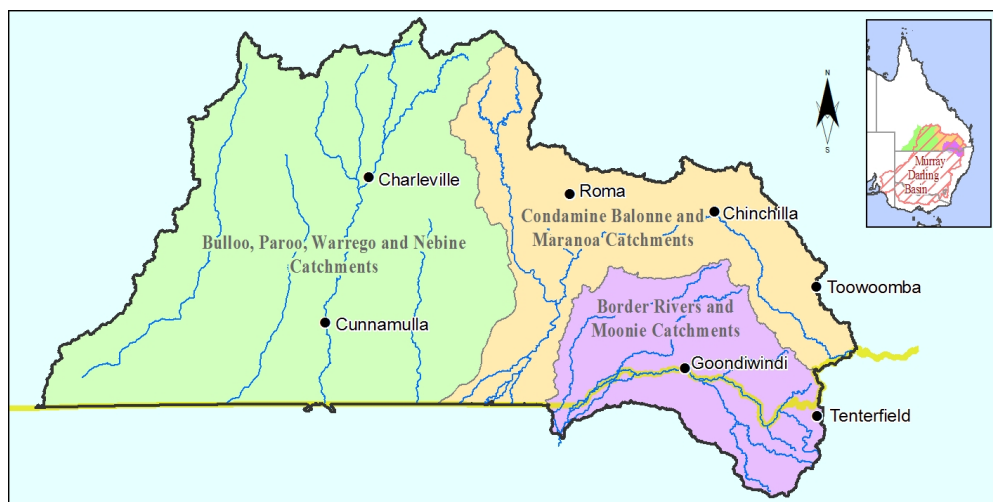 N
S
Murray
Darling
Basin
Charleville
Roma
Chinchilla
Condamine Balonne and
Maranoa Catchments
Bulloo, Paroo, Warrego and Nebine
Catchments
Toowoomba
Border Rivers and
Moonie Catchments
Cunnamulla
Goondiwindi
Tenterfield